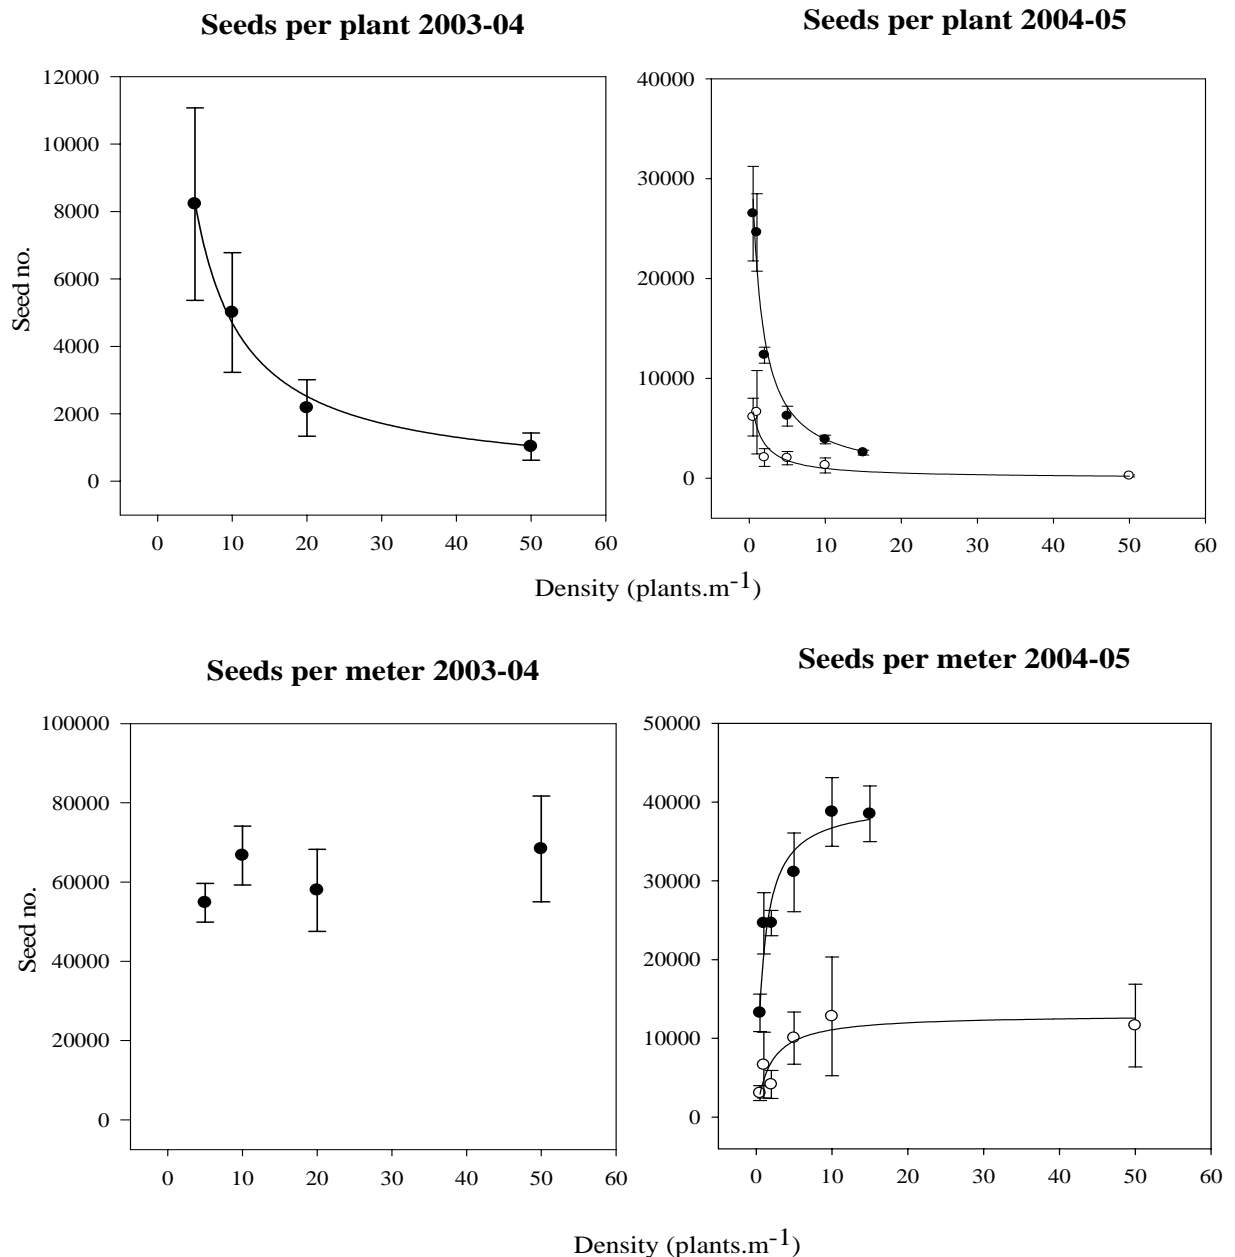 Seeds per plant 2003-04
Seeds per plant 2004-05
12000
10000
8000
6000
4000
2000
0
Seed no.
0 10 20 30 40 50 60
40000
30000
20000
10000
0
0 10 20 30 40 50 60
Density (plants.m-1)
Seeds per meter 2003-04
Seeds per meter 2004-05
100000
80000
60000
40000
20000
0
Seed no.
0 10 20 30 40 50 60
50000
40000
30000
20000
10000
0
0 10 20 30 40 50 60
Density (plants.m-1)